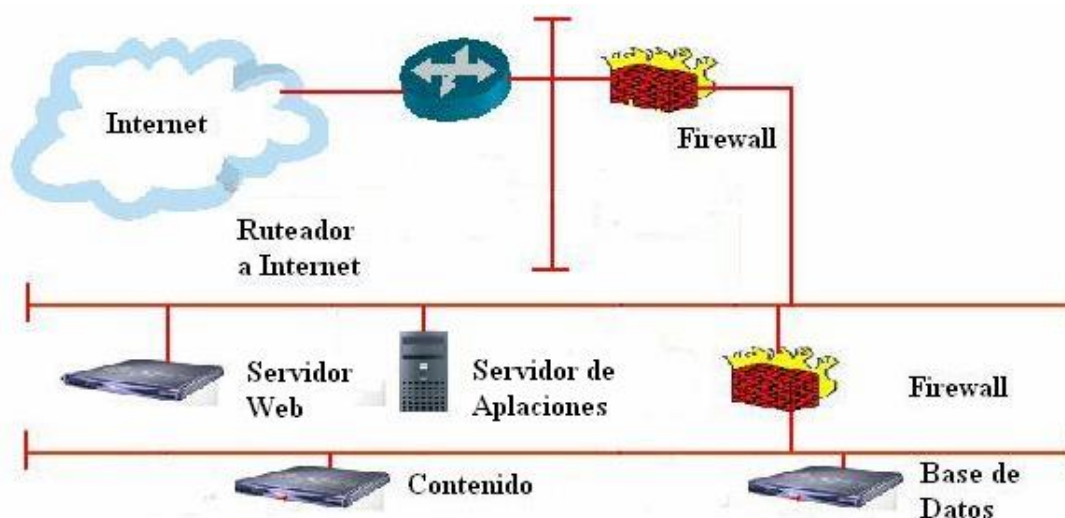 Internet
Firewall
Ruteador
a Internet
Servidor
Web
Servidor de
Aplaciones
Firewall
Contenido
Base de
Datos